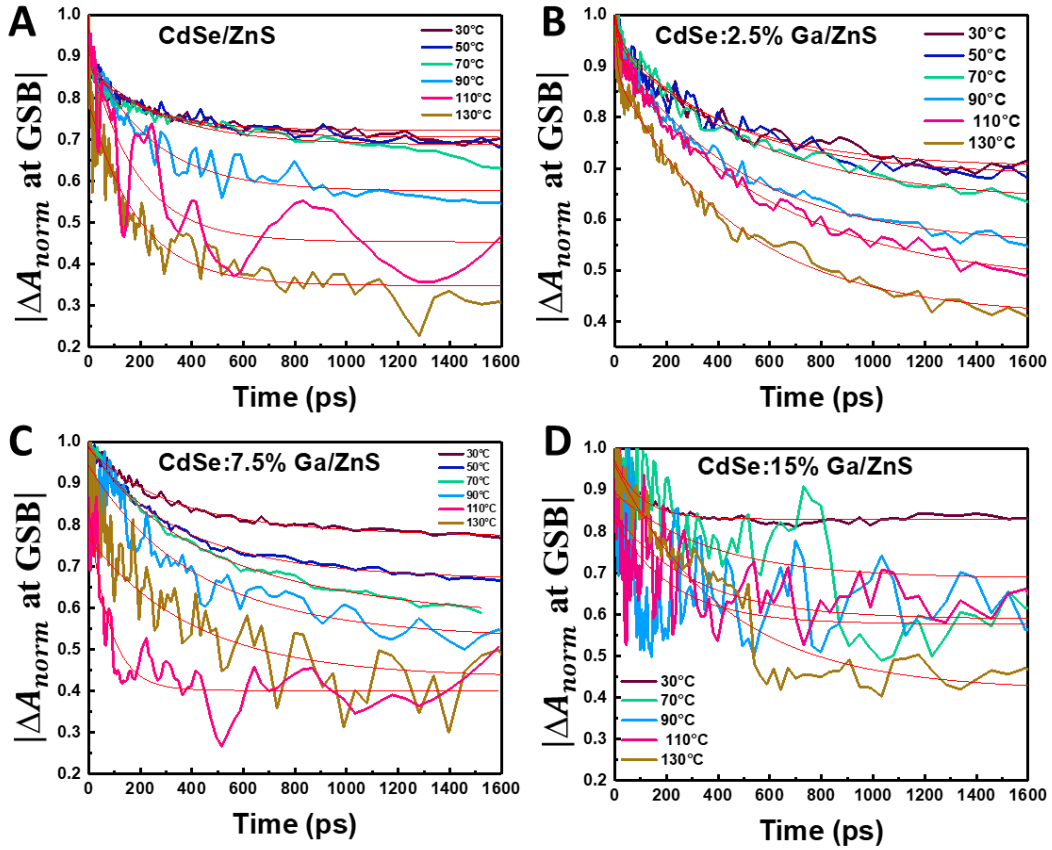 A
CdSe/ZnS
30°C
50°C
70°C
90°C
110°C
130°C
|ΔA_norm| at GSB|
1.0
0.9
0.8
0.7
0.6
0.5
0.4
0.3
0.2
0 200 400 600 800 1000 1200 1400 1600
Time (ps)
B
CdSe:2.5% Ga/ZnS
30°C
50°C
70°C
90°C
110°C
130°C
|ΔA_norm at GSB|
1.0
0.9
0.8
0.7
0.6
0.5
0.4
0 200 400 600 800 1000 1200 1400 1600
Time (ps)
C
CdSe:7.5% Ga/ZnS
30°C
50°C
70°C
90°C
110°C
130°C
|ΔA_norm at GSB|
1.0
0.9
0.8
0.7
0.6
0.5
0.4
0.3
0.2
0 200 400 600 800 1000 1200 1400 1600
Time (ps)
D
CdSe:15% Ga/ZnS
30°C
70°C
90°C
110°C
130°C
|ΔA_norm at GSB|
1.0
0.9
0.8
0.7
0.6
0.5
0.4
0.3
0.2
0 200 400 600 800 1000 1200 1400 1600
Time (ps)